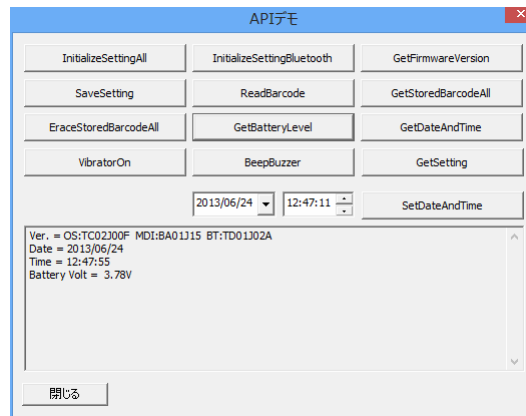 APIデモ
InitializeSettingAll
InitializeSettingBluetooth
GetFirmwareVersion
SaveSetting
ReadBarcode
GetStoredBarcodeAll
EraceStoredBarcodeAll
GetBatteryLevel
GetDateAndTime
VibratorOn
BeepBuzzer
GetSetting
2013/06/24
12:47:11
SetDateAndTime
Ver. = OS:TC02J00F MDI:BA01J15 BT:TD01J02A
Date = 2013/06/24
Time = 12:47:55
Battery Volt = 3.78V
閉じる